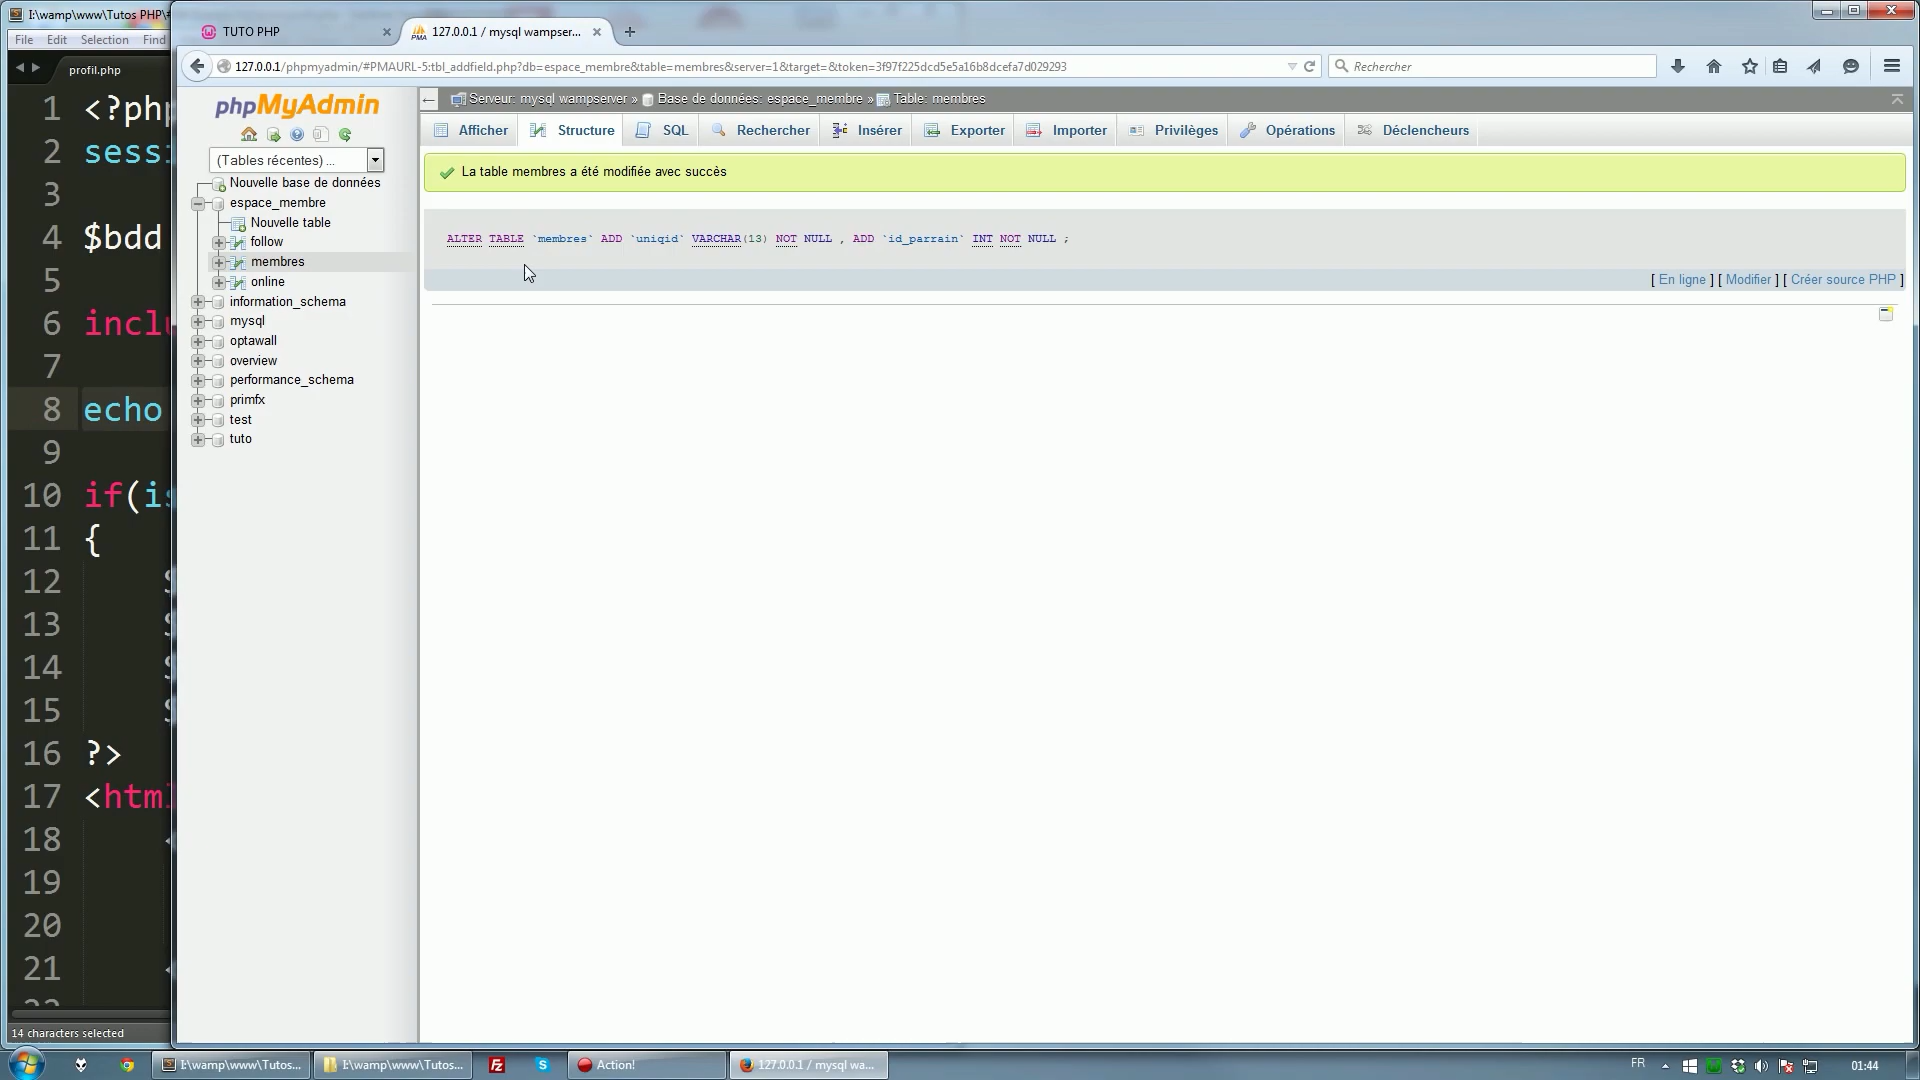 I:\wamp\www\Tutos PHP\
File Edit Selection Find
profil.php
1 <?php
2 sessi
3
4 $bdd
5
6 inclu
7
8 echo
9
10 if(is
11 {
12 $
13 $
14 $
15 $
16 ?>
17 <html
18 <
19
20
21 <
22
14 characters selected
TUTO PHP
127.0.0.1 / mysql wampser...
127.0.0.1/phpmyadmin/#PMAURL-5:tbl_addfield.php?db=espace_membre&table=membres&server=1&target=&token=3f97f225dcd5e5a16b8dcefa7d029293
Rechercher
phpMyAdmin
(Tables récentes) ...
Nouvelle base de données
espace_membre
Nouvelle table
follow
membres
online
information_schema
mysql
optawall
overview
performance_schema
primfx
test
tuto
Serveur: mysql wampserver » Base de données: espace_membre » Table: membres
Afficher Structure SQL Rechercher Insérer Exporter Importer Privilèges Opérations Déclencheurs
La table membres a été modifiée avec succès
ALTER TABLE `membres` ADD `uniqid` VARCHAR(13) NOT NULL , ADD `id_parrain` INT NOT NULL ;
[ En ligne ] [ Modifier ] [ Créer source PHP ]
I:\wamp\www\Tutos... I:\wamp\www\Tutos... Action! 127.0.0.1 / mysql wa... FR 01:44